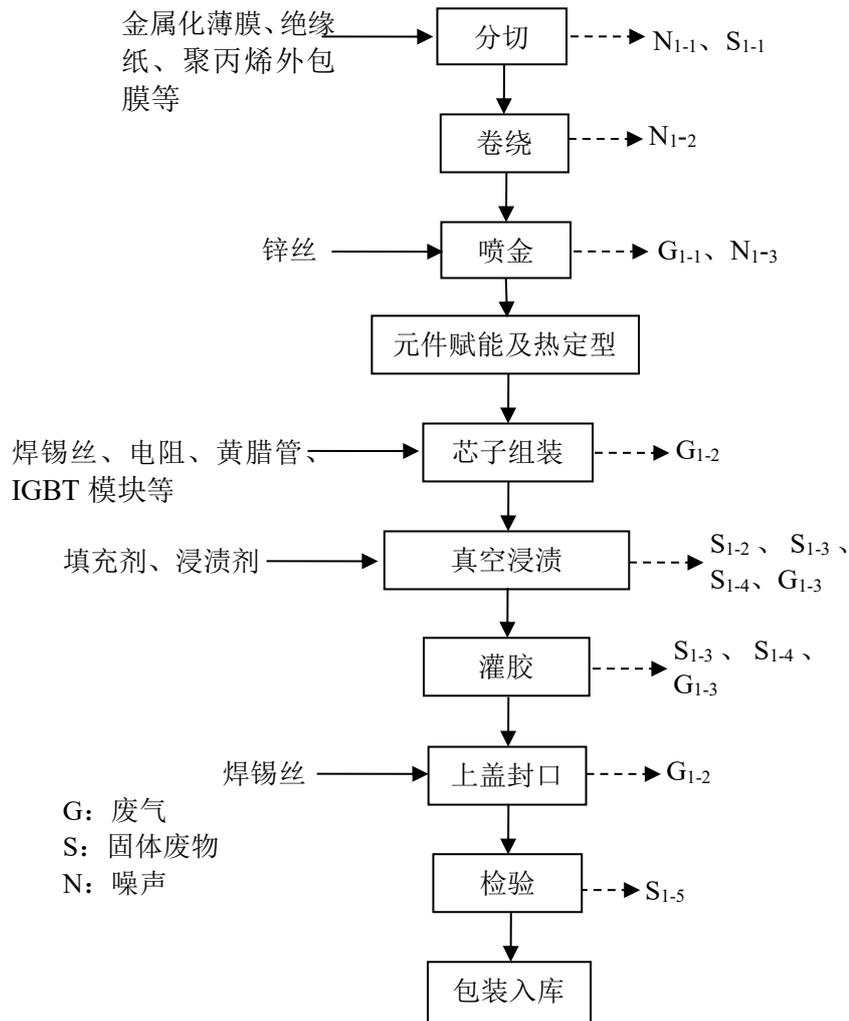 金属化薄膜、绝缘
纸、聚丙烯外包
膜等
分切
N1-1、S1-1
卷绕
N1-2
锌丝
喷金
G1-1、N1-3
元件赋能及热定型
焊锡丝、电阻、黄腊管、
IGBT 模块等
芯子组装
G1-2
填充剂、浸渍剂
真空浸渍
S1-2 、 S1-3 、
S1-4、G1-3
灌胶
S1-3 、 S1-4 、
G1-3
焊锡丝
上盖封口
G1-2
G：废气
S：固体废物
N：噪声
检验
S1-5
包装入库